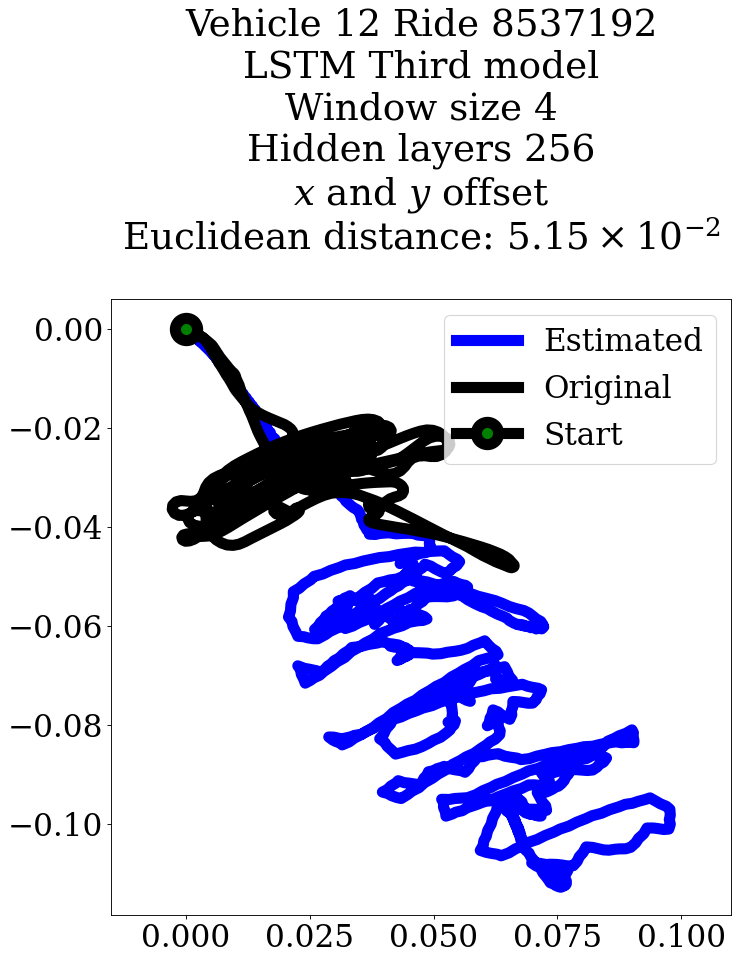 Vehicle 12 Ride 8537192
LSTM Third model
Window size 4
Hidden layers 256
x and y offset
Euclidean distance: 5.15 × 10⁻²
Estimated
Original
Start
0.00
−0.02
−0.04
−0.06
−0.08
−0.10
0.000 0.025 0.050 0.075 0.100